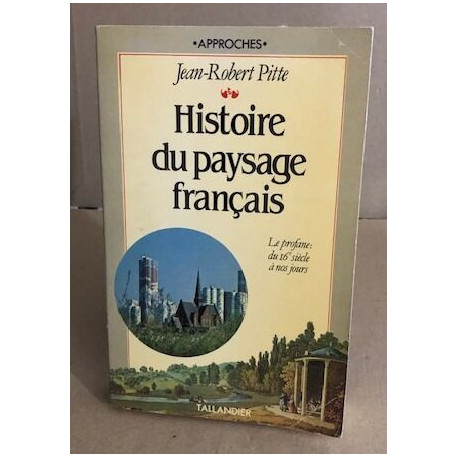 •APPROCHES•
Jean-Robert Pitte
Histoire
du paysage
français
Le profane:
du 16e siècle
à nos jours
TALLANDIER